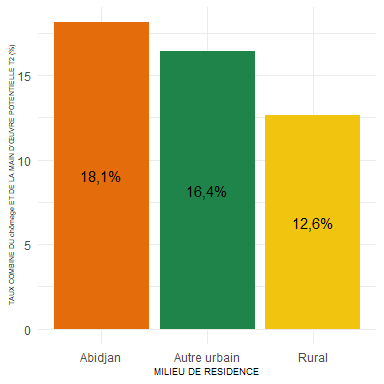 TAUX COMBINE DU chômage ET DE LA MAIN D'ŒUVRE POTENTIELLE T2 (%)
15
10
5
0
18,1%
16,4%
12,6%
Abidjan
Autre urbain
Rural
MILIEU DE RESIDENCE